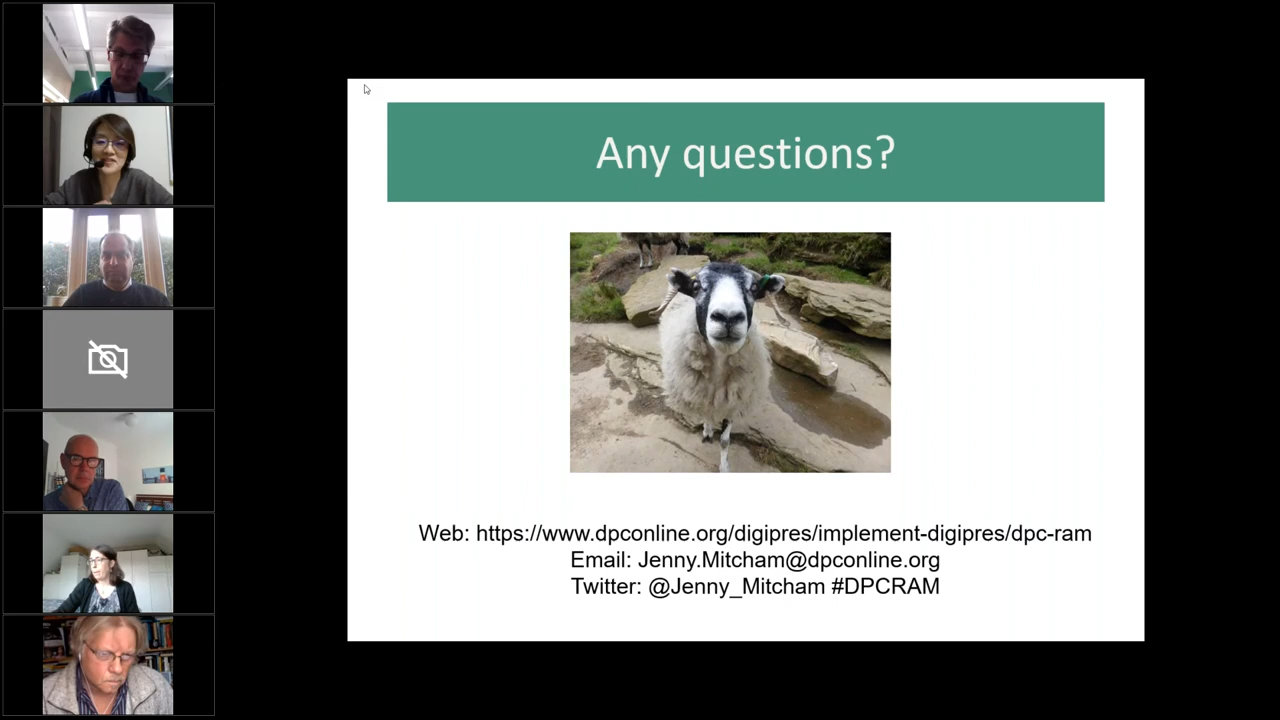 Any questions?
Web: https://www.dpconline.org/digipres/implement-digipres/dpc-ram
Email: Jenny.Mitcham@dpconline.org
Twitter: @Jenny_Mitcham #DPCRAM